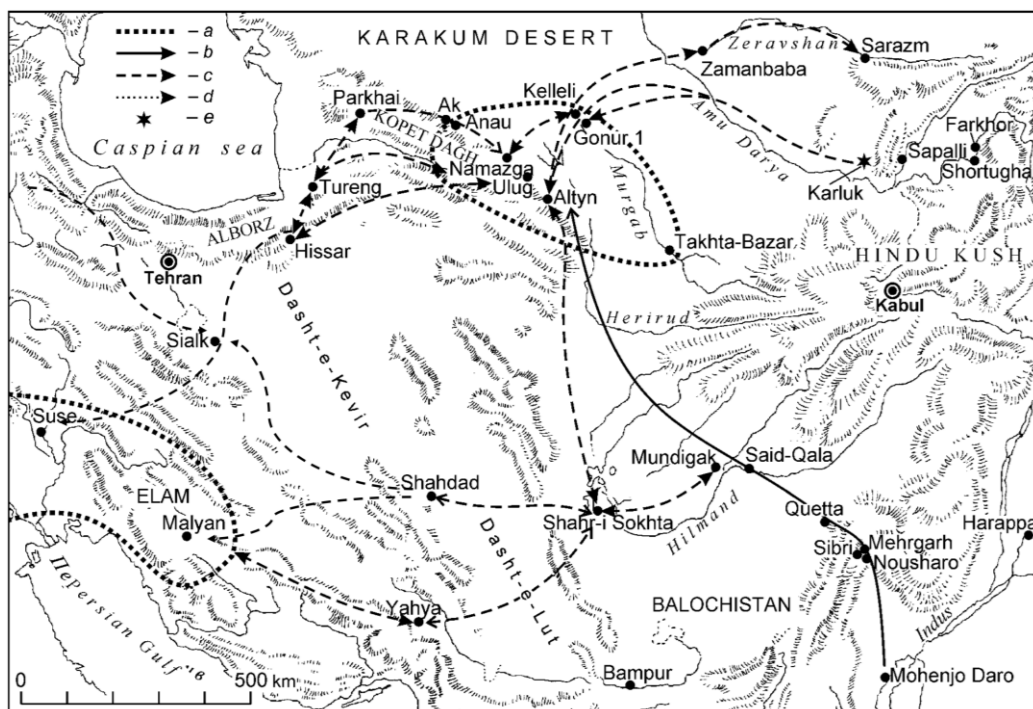 – a
– b
– c
– d
– e
KARAKUM DESERT
Zeravshan
Sarazm
Zamanbaba
Kelleli
Parkhai
Ak
Anau
KOPET DAGH
Gonur 1
Caspian sea
Amu Darya
Farkhor
Sapalli
Shortughai
Karluk
Namazga
Ulug
Tureng
Altyn
Murgab
ALBORZ
Hissar
Takhta-Bazar
HINDU KUSH
Tehran
Kabul
Dasht-e-Kevir
Herirud
Sialk
Suse
Mundigak
Said-Qala
ELAM
Shahdad
Malyan
Shahr-i Sokhta
Hilmand
Quetta
Harappa
Mehrgarh
Sibri
Nousharo
Пеpersian Gulfыв
Dasht-e-Lut
Yahya
BALOCHISTAN
Indus
Bampur
Mohenjo Daro
0 500 km